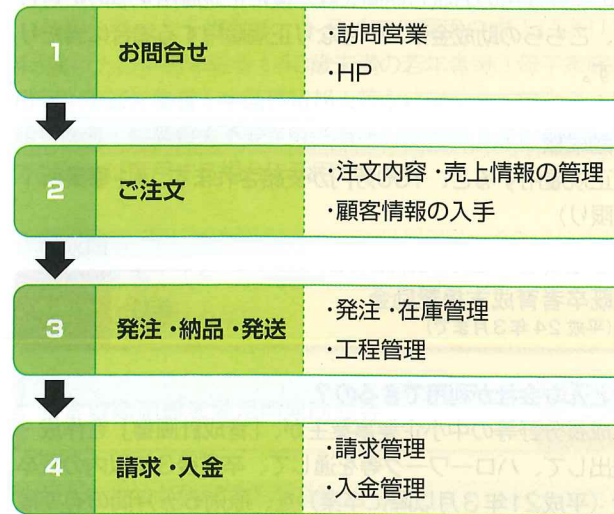 1 お問合せ
・訪問営業
・HP
2 ご注文
・注文内容・売上情報の管理
・顧客情報の入手
3 発注・納品・発送
・発注・在庫管理
・工程管理
4 請求・入金
・請求管理
・入金管理